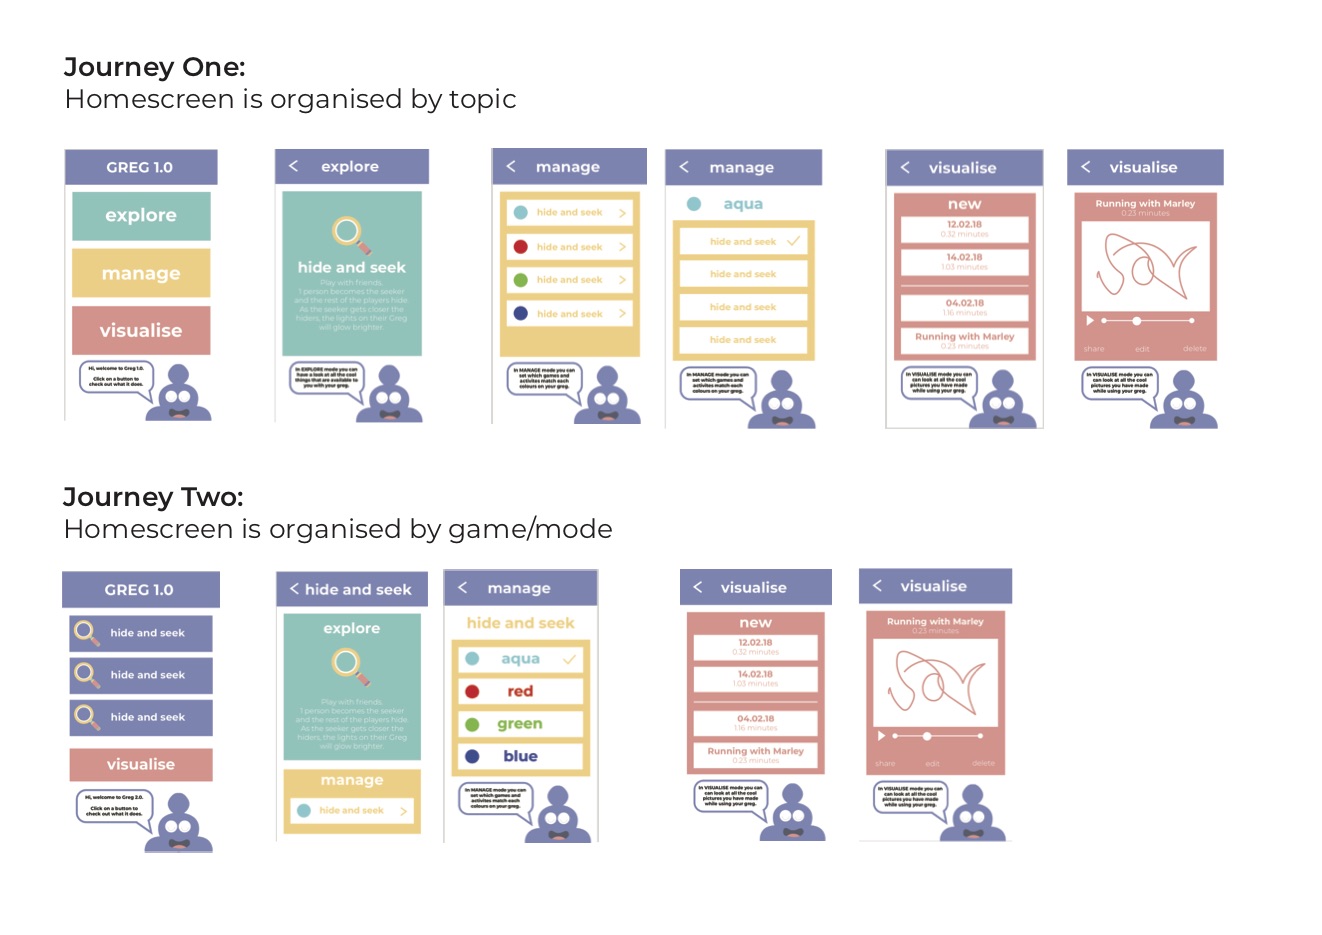 Journey One:
Homescreen is organised by topic
GREG 1.0
explore
manage
visualise
Hi, welcome to Greg 1.0.
Click on a button to
check out what it does.
explore
hide and seek
Play with friends.
1 person becomes the seeker
and the rest of the players hide.
As the seeker gets closer the
hiders, the lights on their Greg
will grow brighter.
In EXPLORE mode you can
have a look at all the cool
things that are available to
you with your greg.
manage
hide and seek
hide and seek
hide and seek
hide and seek
In MANAGE mode you can
set which games and
activites match each
colours on your greg.
manage
aqua
hide and seek
hide and seek
hide and seek
hide and seek
In MANAGE mode you can
set which games and
activites match each
colours on your greg.
visualise
new
12.02.18
0.32 minutes
14.02.18
1.03 minutes
04.02.18
1.16 minutes
Running with Marley
0.23 minutes
In VISUALISE mode you can
can look at all the cool
pictures you have made
while using your greg.
visualise
Running with Marley
0.23 minutes
share edit delete
In VISUALISE mode you can
can look at all the cool
pictures you have made
while using your greg.
Journey Two:
Homescreen is organised by game/mode
GREG 1.0
hide and seek
hide and seek
hide and seek
visualise
Hi, welcome to Greg 2.0.
Click on a button to
check out what it does.
hide and seek
explore
Play with friends.
1 person becomes the seeker
and the rest of the players hide.
As the seeker gets closer the
hiders, the lights on their Greg
will grow brighter.
manage
hide and seek
manage
hide and seek
aqua
red
green
blue
In MANAGE mode you can
set which games and
activites match each
colours on your greg.
visualise
new
12.02.18
0.32 minutes
14.02.18
1.03 minutes
04.02.18
1.16 minutes
Running with Marley
0.23 minutes
In VISUALISE mode you can
can look at all the cool
pictures you have made
while using your greg.
visualise
Running with Marley
0.23 minutes
share edit delete
In VISUALISE mode you can
can look at all the cool
pictures you have made
while using your greg.